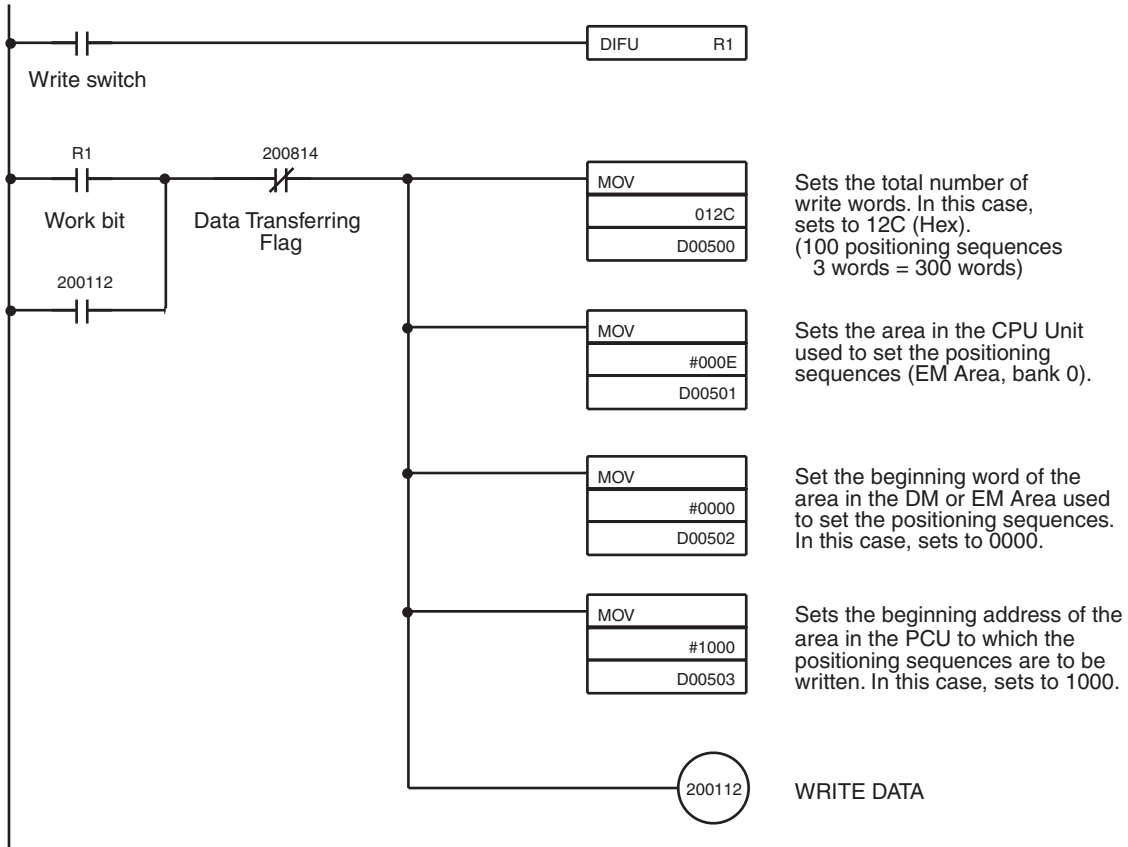 DIFU R1
Write switch
R1
200814
Work bit
Data Transferring
Flag
200112
MOV
012C
D00500
Sets the total number of
write words. In this case,
sets to 12C (Hex).
(100 positioning sequences
3 words = 300 words)
MOV
#000E
D00501
Sets the area in the CPU Unit
used to set the positioning
sequences (EM Area, bank 0).
MOV
#0000
D00502
Set the beginning word of the
area in the DM or EM Area used
to set the positioning sequences.
In this case, sets to 0000.
MOV
#1000
D00503
Sets the beginning address of the
area in the PCU to which the
positioning sequences are to be
written. In this case, sets to 1000.
200112
WRITE DATA